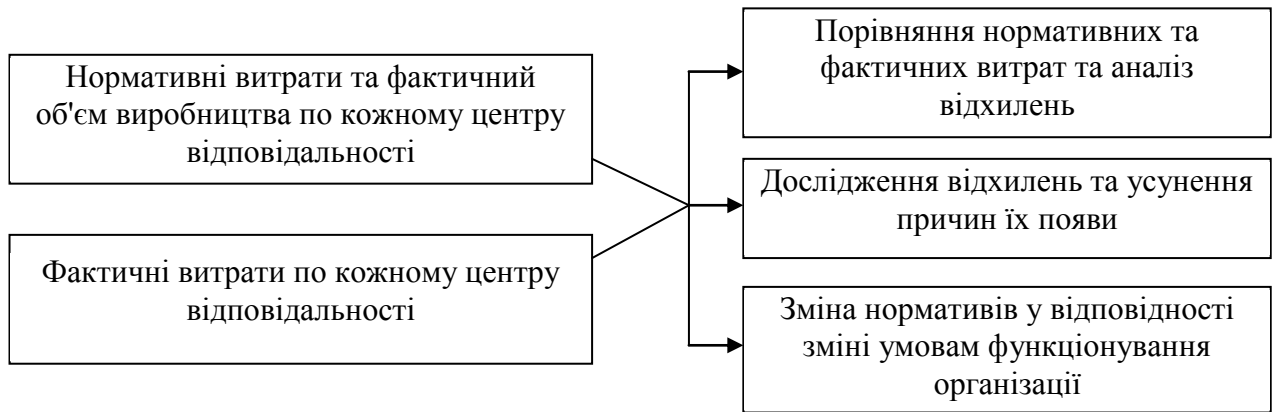 Нормативні витрати та фактичний
об'єм виробництва по кожному центру
відповідальності
Фактичні витрати по кожному центру
відповідальності
Порівняння нормативних та
фактичних витрат та аналіз
відхилень
Дослідження відхилень та усунення
причин їх появи
Зміна нормативів у відповідності
зміні умовам функціонування
організації